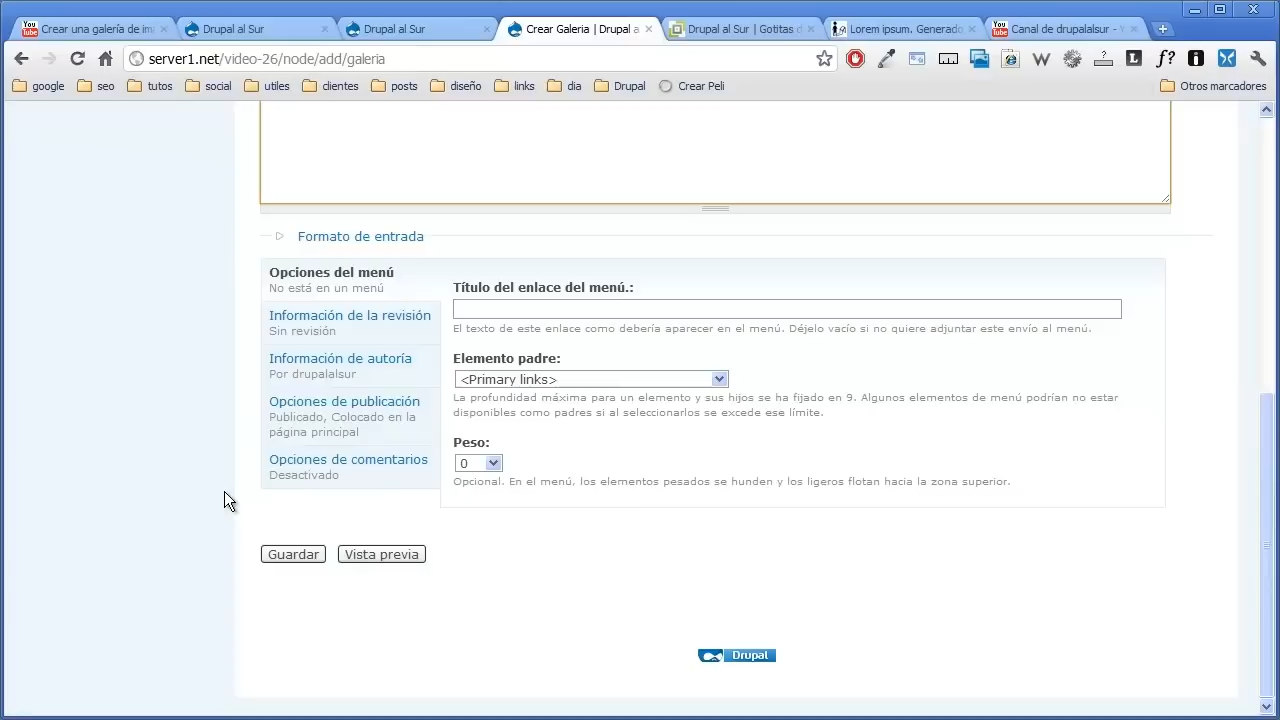 Crear una galería de im
Drupal al Sur
Drupal al Sur
Crear Galeria | Drupal a
Drupal al Sur | Gotitas d
Lorem ipsum. Generado
Canal de drupalalsur - Y
server1.net/video-26/node/add/galeria
google
seo
tutos
social
utiles
clientes
posts
diseño
links
dia
Drupal
Crear Peli
Otros marcadores
Formato de entrada
Opciones del menú
No está en un menú
Información de la revisión
Sin revisión
Información de autoría
Por drupalalsur
Opciones de publicación
Publicado, Colocado en la
página principal
Opciones de comentarios
Desactivado
Título del enlace del menú.:
El texto de este enlace como debería aparecer en el menú. Déjelo vacío si no quiere adjuntar este envío al menú.
Elemento padre:
<Primary links>
La profundidad máxima para un elemento y sus hijos se ha fijado en 9. Algunos elementos de menú podrían no estar
disponibles como padres si al seleccionarlos se excede ese límite.
Peso:
0
Opcional. En el menú, los elementos pesados se hunden y los ligeros flotan hacia la zona superior.
Guardar
Vista previa
Drupal